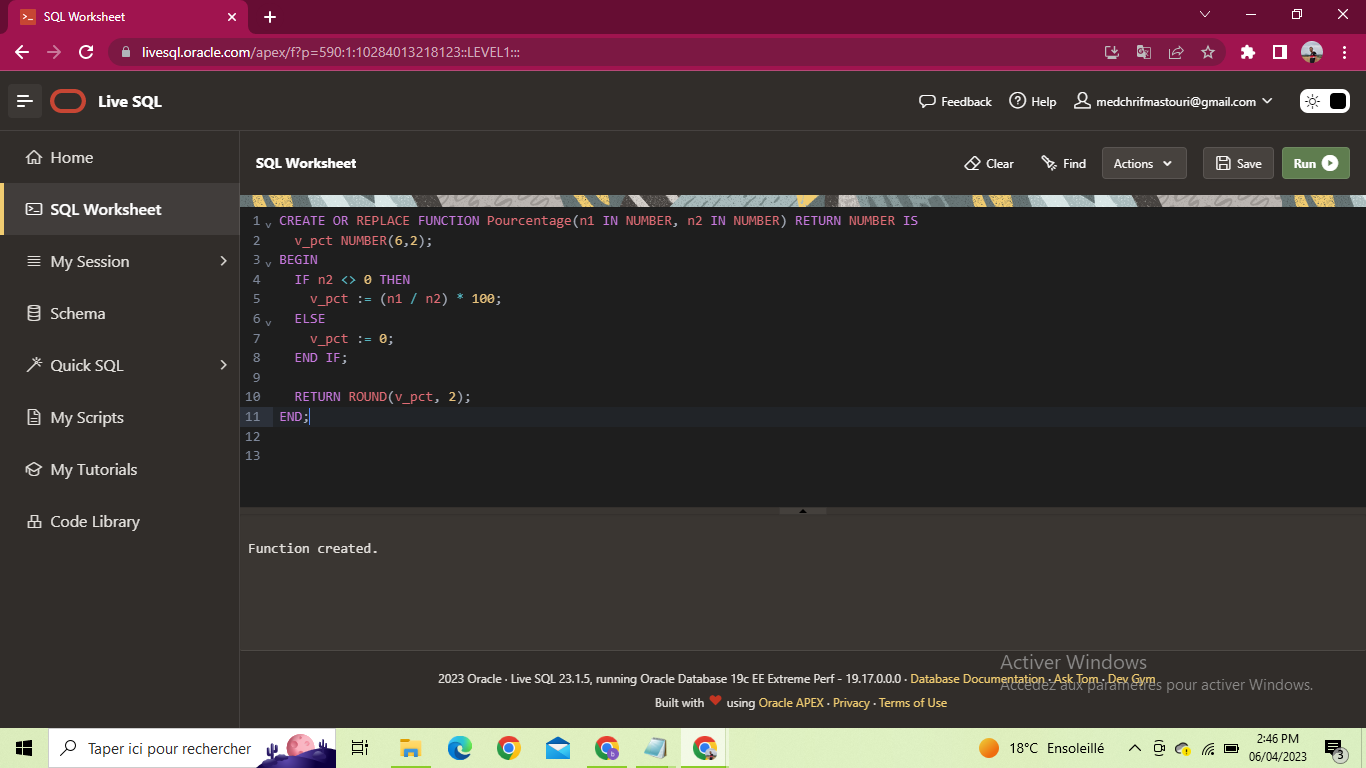 SQL Worksheet
livesql.oracle.com/apex/f?p=590:1:10284013218123::LEVEL1:::
Live SQL
Feedback
Help
medchrifmastouri@gmail.com
Home
SQL Worksheet
My Session
Schema
Quick SQL
My Scripts
My Tutorials
Code Library
SQL Worksheet
Clear
Find
Actions
Save
Run
1 CREATE OR REPLACE FUNCTION Pourcentage(n1 IN NUMBER, n2 IN NUMBER) RETURN NUMBER IS
2 v_pct NUMBER(6,2);
3 BEGIN
4 IF n2 <> 0 THEN
5 v_pct := (n1 / n2) * 100;
6 ELSE
7 v_pct := 0;
8 END IF;
9
10 RETURN ROUND(v_pct, 2);
11 END;
12
13
Function created.
2023 Oracle · Live SQL 23.1.5, running Oracle Database 19c EE Extreme Perf - 19.17.0.0.0 · Database Documentation · Ask Tom · Dev Gym
Built with ❤ using Oracle APEX · Privacy · Terms of Use
Activer Windows
Accédez aux paramètres pour activer Windows.
Taper ici pour rechercher
18°C Ensoleillé
2:46 PM
06/04/2023
3